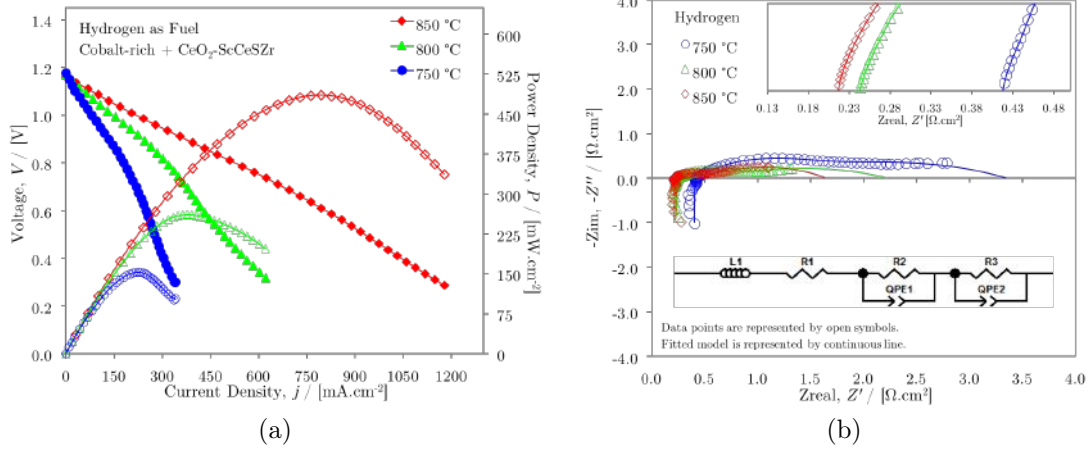 Hydrogen as Fuel
Cobalt-rich + CeO₂-ScCeSZr
850 °C
800 °C
750 °C
Voltage, V / [V]
1.4
1.2
1.0
0.8
0.6
0.4
0.2
0.0
Power Density, P / [mW.cm⁻²]
600
525
450
375
300
225
150
75
0
0 150 300 450 600 750 900 1050 1200
Current Density, j / [mA.cm⁻²]
(a)
Hydrogen
750 °C
800 °C
850 °C
-Zim, -Z'' / [Ω.cm²]
4.0
3.0
2.0
1.0
0.0
-1.0
-2.0
-3.0
-4.0
0.13 0.18 0.23 0.28 0.33 0.38 0.43 0.48
Zreal, Z' [Ω.cm²]
L1 R1 R2 R3
QPE1 QPE2
Data points are represented by open symbols.
Fitted model is represented by continuous line.
0.0 0.5 1.0 1.5 2.0 2.5 3.0 3.5 4.0
Zreal, Z' / [Ω.cm²]
(b)